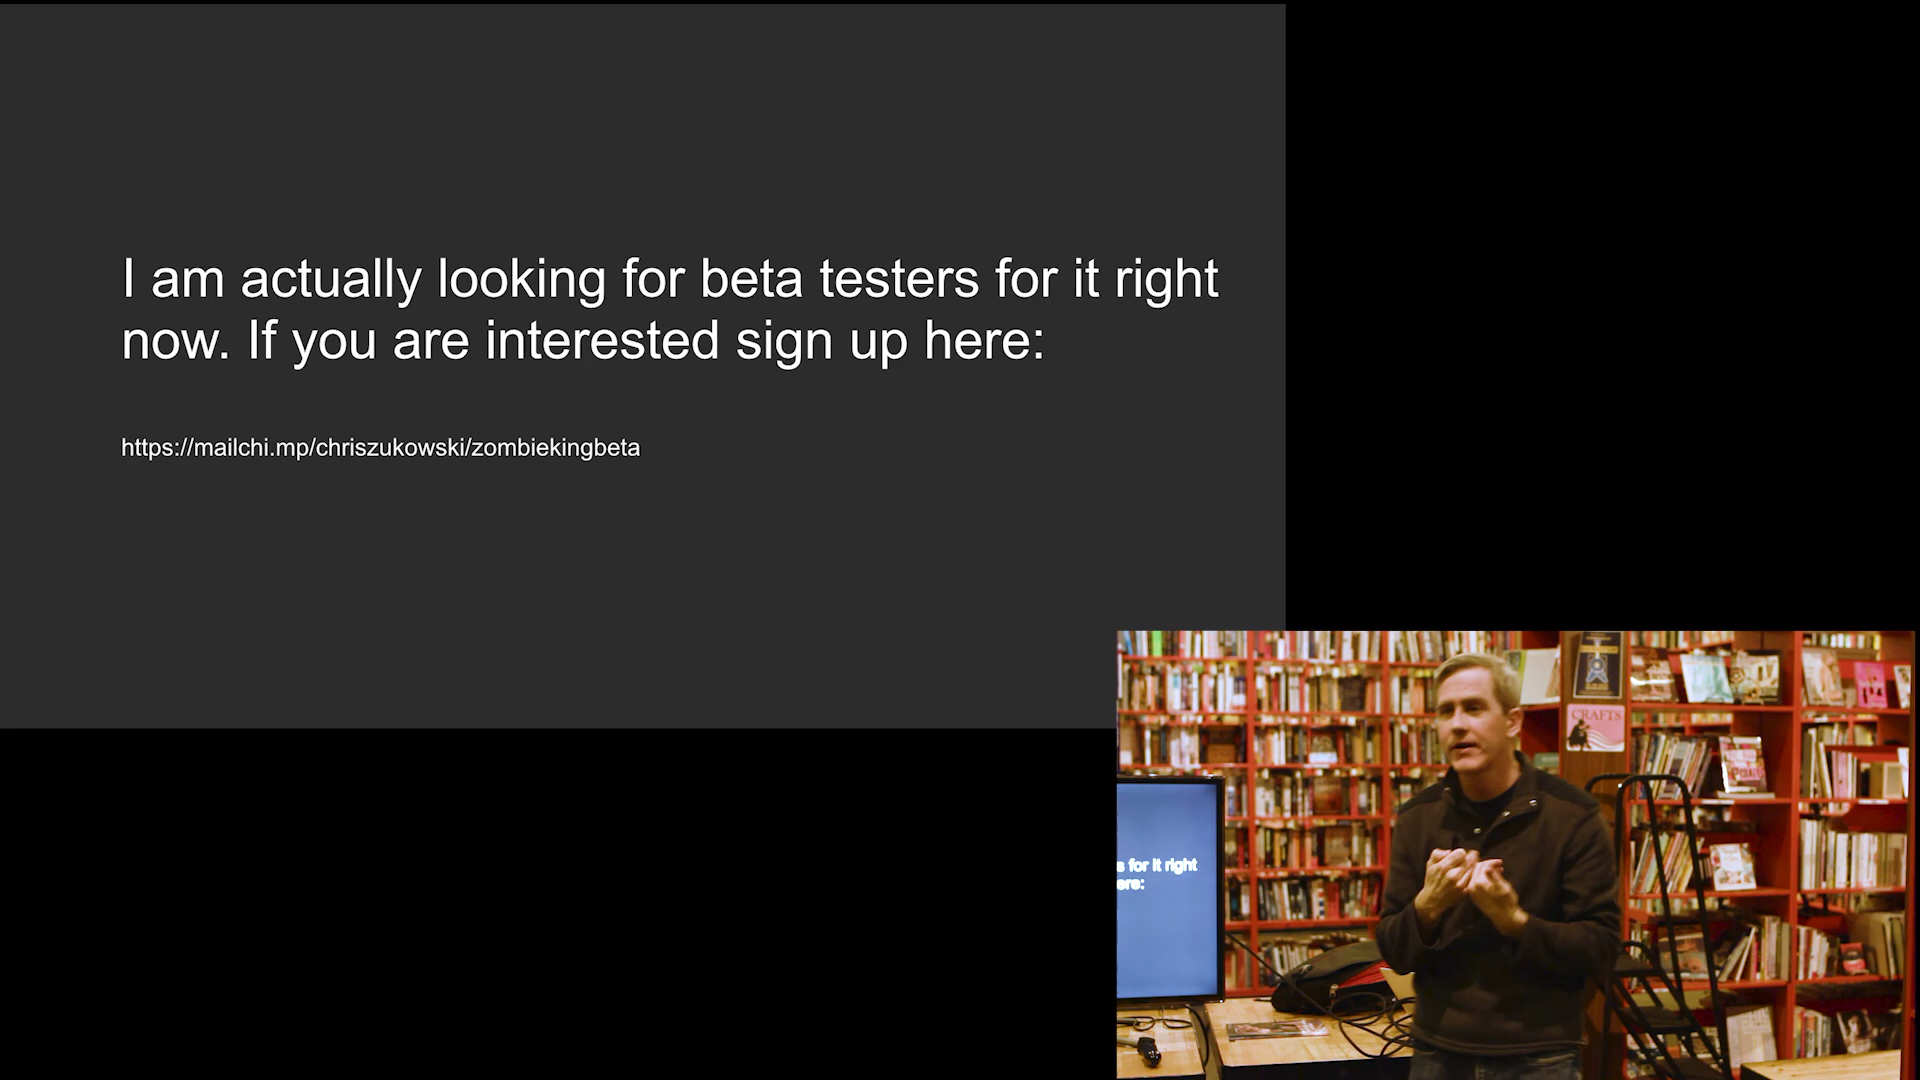 I am actually looking for beta testers for it right
now. If you are interested sign up here:
https://mailchi.mp/chriszukowski/zombiekingbeta
CRAFTS
for it right
ere: